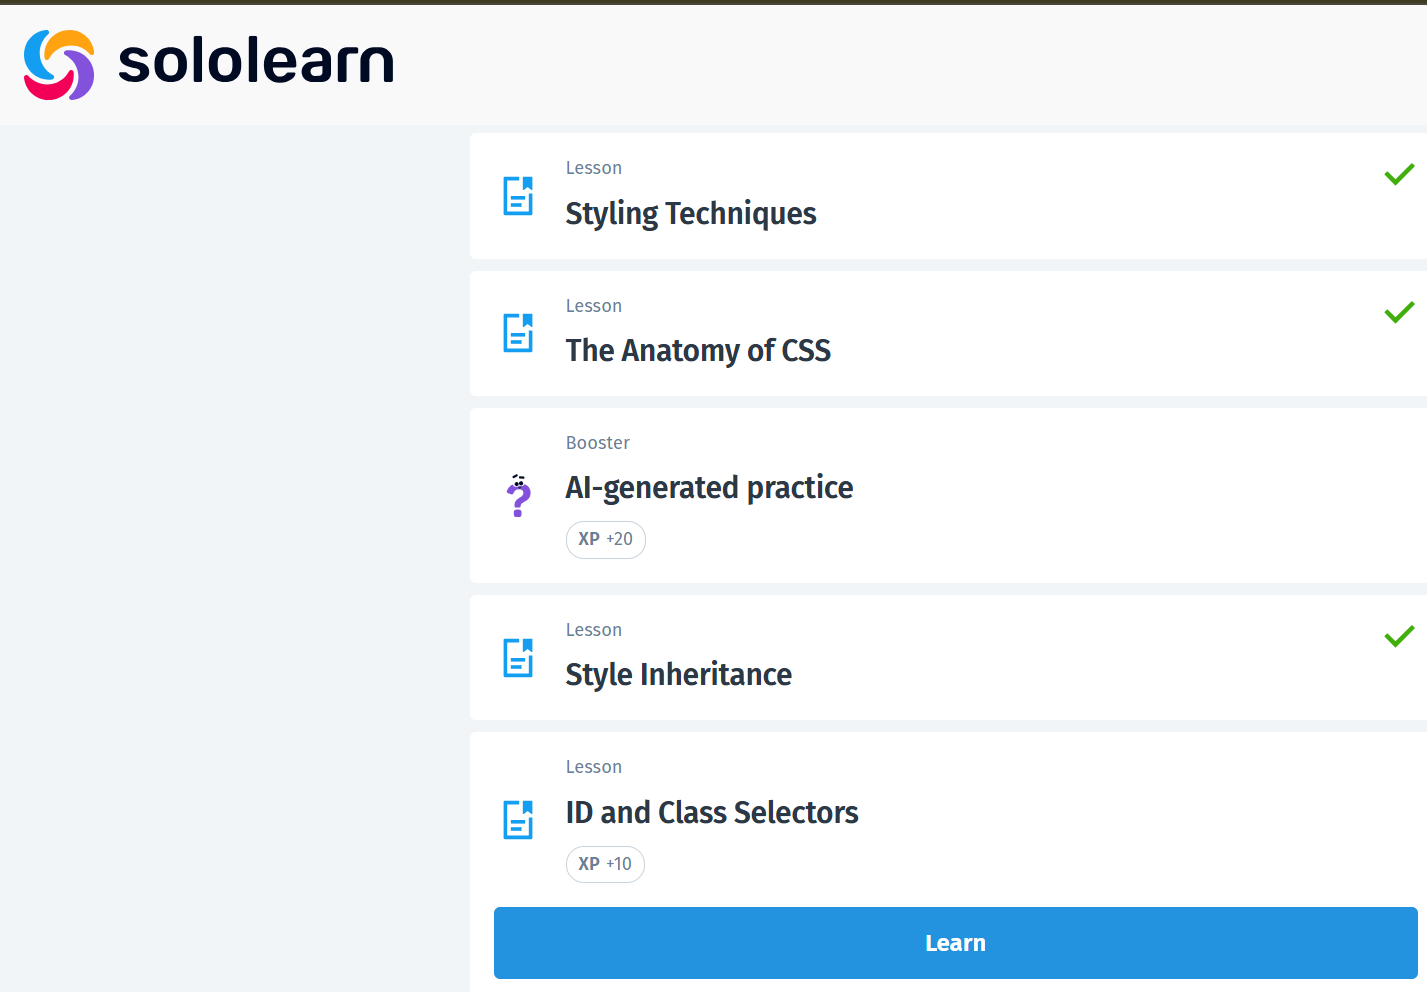 sololearn
Lesson
Styling Techniques
Lesson
The Anatomy of CSS
Booster
AI-generated practice
XP +20
Lesson
Style Inheritance
Lesson
ID and Class Selectors
XP +10
Learn